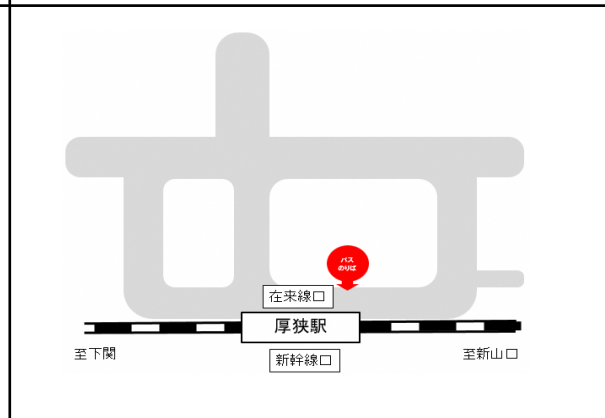 バス
のりば
在来線口
厚狭駅
新幹線口
至下関
至新山口